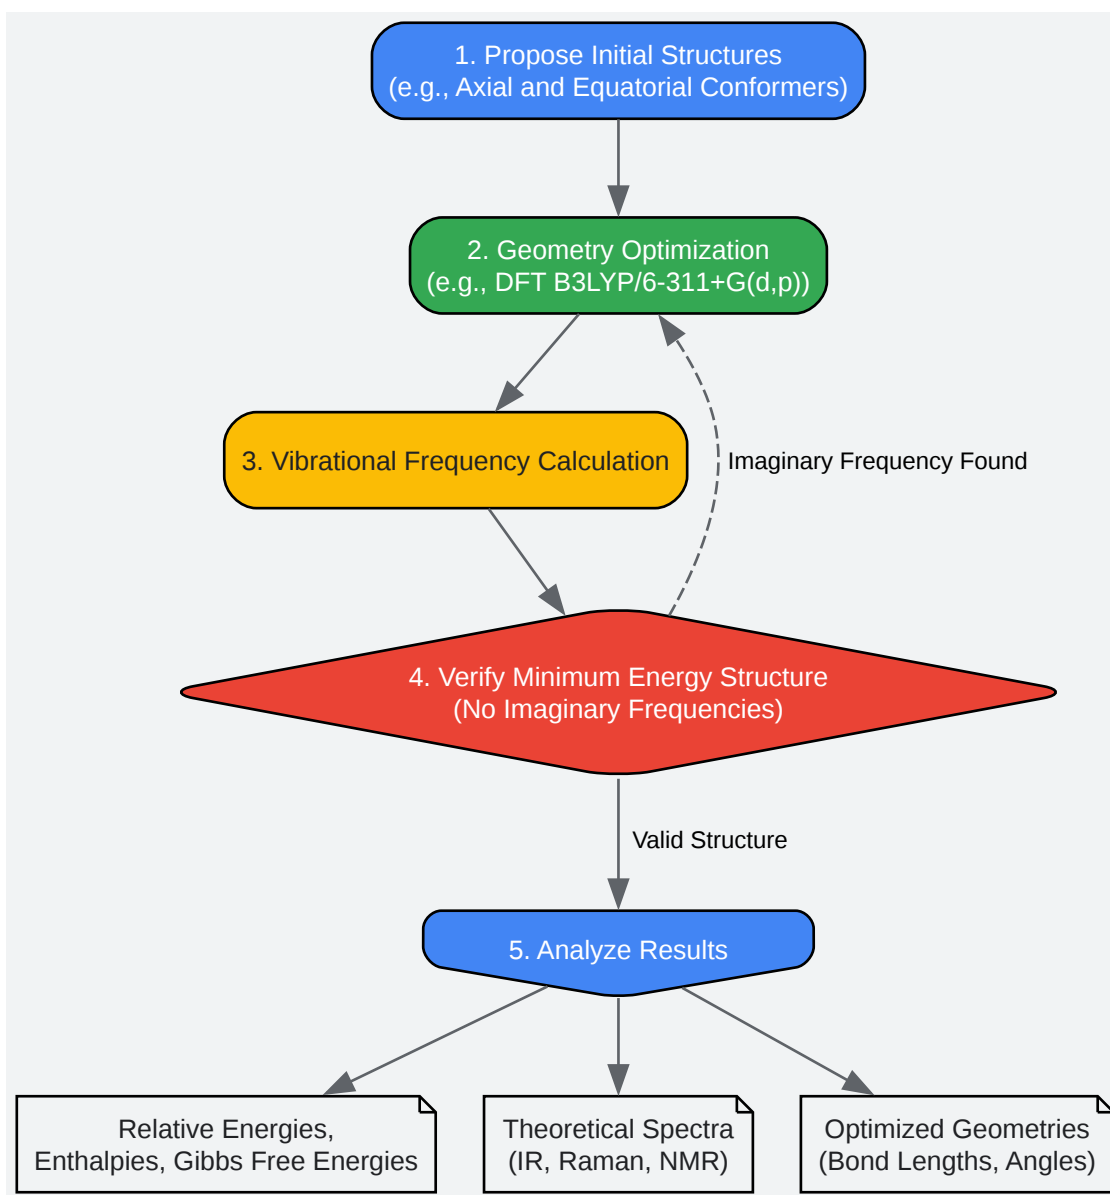 1. Propose Initial Structures
(e.g., Axial and Equatorial Conformers)
2. Geometry Optimization
(e.g., DFT B3LYP/6-311+G(d,p))
3. Vibrational Frequency Calculation
Imaginary Frequency Found
4. Verify Minimum Energy Structure
(No Imaginary Frequencies)
Valid Structure
5. Analyze Results
Relative Energies,
Enthalpies, Gibbs Free Energies
Theoretical Spectra
(IR, Raman, NMR)
Optimized Geometries
(Bond Lengths, Angles)